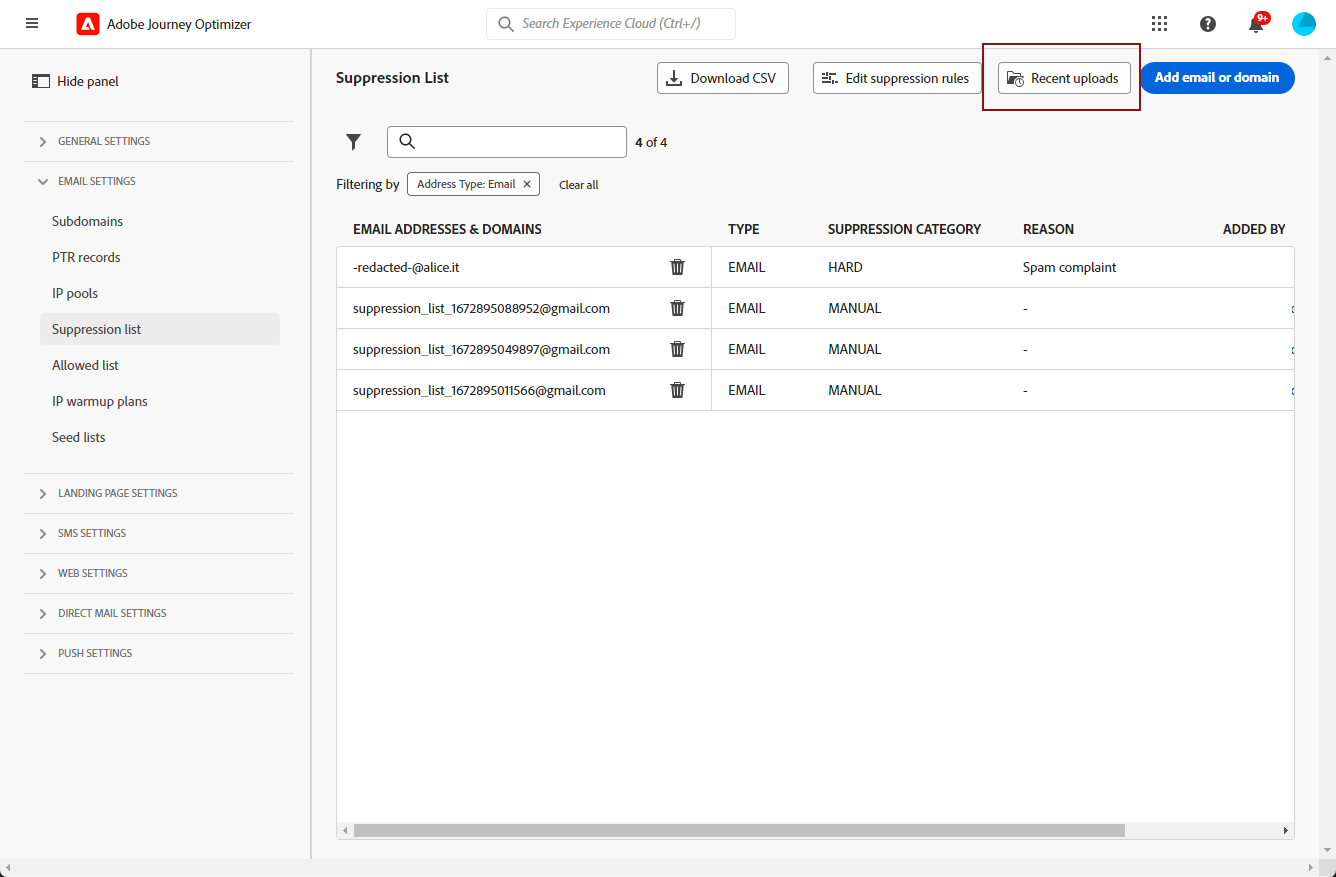 Adobe Journey Optimizer
Search Experience Cloud (Ctrl+/)
9+
Hide panel
GENERAL SETTINGS
EMAIL SETTINGS
Subdomains
PTR records
IP pools
Suppression list
Allowed list
IP warmup plans
Seed lists
LANDING PAGE SETTINGS
SMS SETTINGS
WEB SETTINGS
DIRECT MAIL SETTINGS
PUSH SETTINGS
Suppression List
Download CSV
Edit suppression rules
Recent uploads
Add email or domain
4 of 4
Filtering by Address Type: Email Clear all
EMAIL ADDRESSES & DOMAINS TYPE SUPPRESSION CATEGORY REASON ADDED BY
-redacted-@alice.it EMAIL HARD Spam complaint
suppression_list_1672895088952@gmail.com EMAIL MANUAL -
suppression_list_1672895049897@gmail.com EMAIL MANUAL -
suppression_list_1672895011566@gmail.com EMAIL MANUAL -